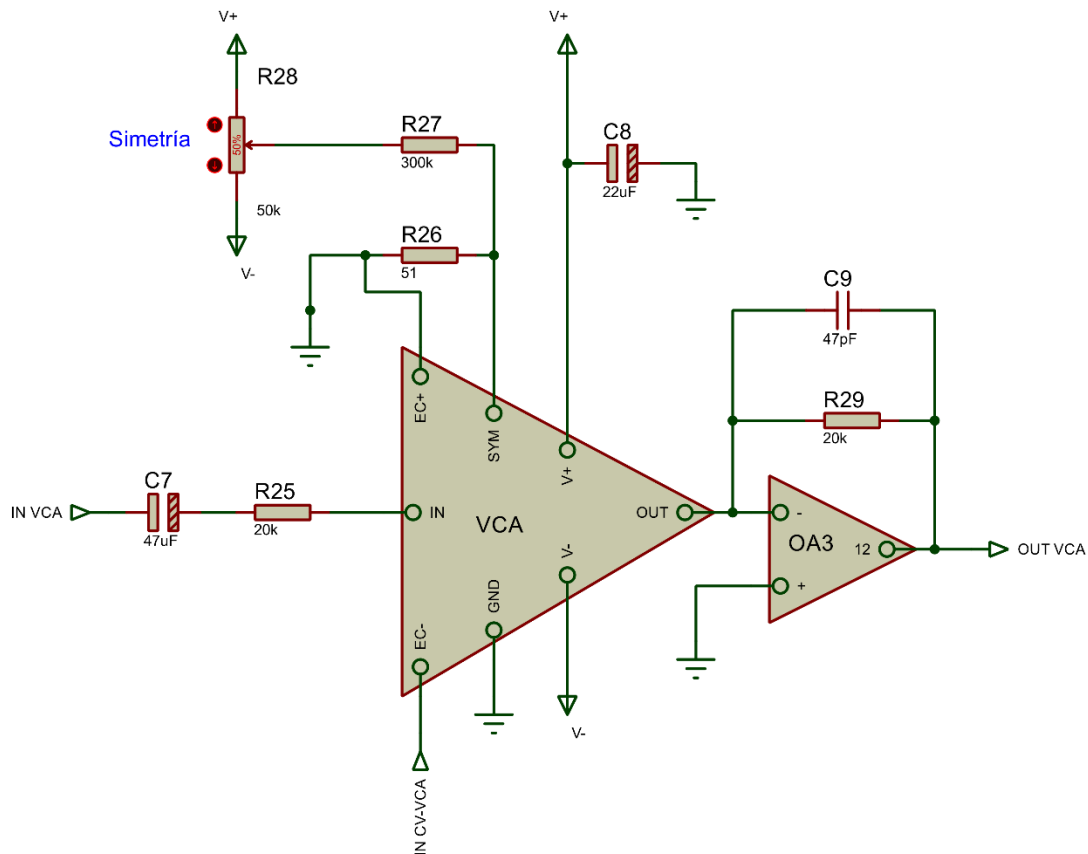 V+
V+
R28
Simetría
50%
R27
300k
C8
22uF
50k
V-
R26
51
C9
47pF
EC+
SYM
V+
R29
20k
C7
47uF
R25
20k
IN VCA
IN
VCA
OUT
-
OA3
12
+
OUT VCA
V-
GND
EC-
V-
IN CV-VCA